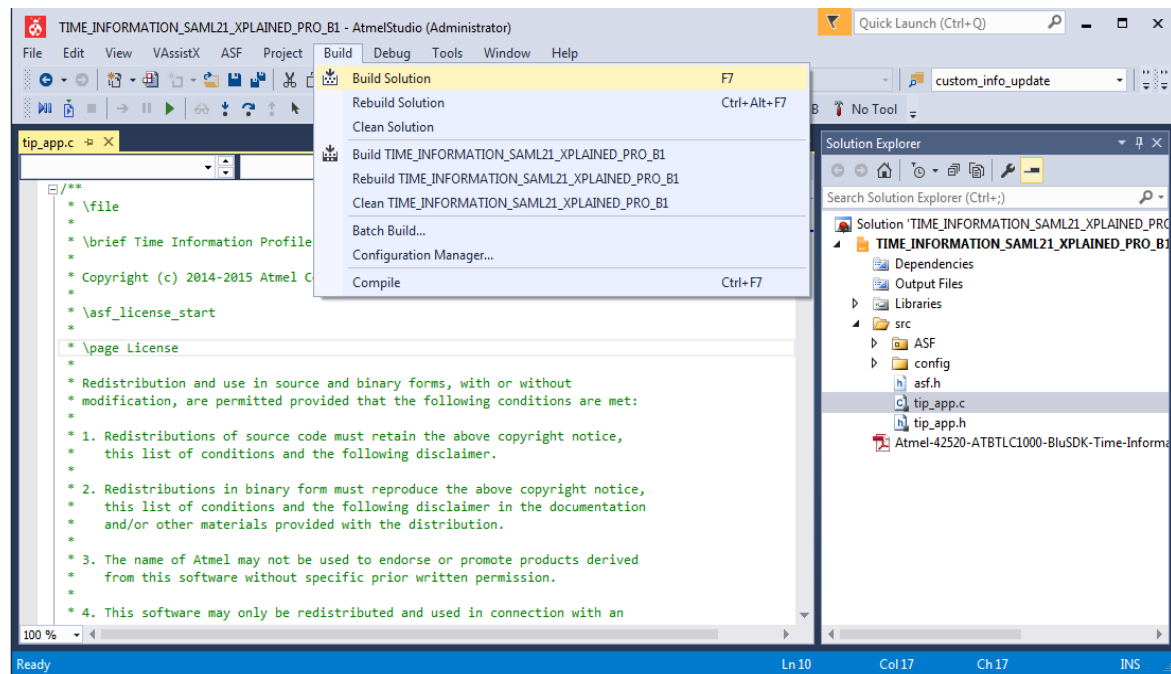 TIME_INFORMATION_SAML21_XPLAINED_PRO_B1 - AtmelStudio (Administrator)
Quick Launch (Ctrl+Q)
File Edit View VAssistX ASF Project Build Debug Tools Window Help
custom_info_update
No Tool
Build Solution F7
Rebuild Solution Ctrl+Alt+F7
Clean Solution
Build TIME_INFORMATION_SAML21_XPLAINED_PRO_B1
Rebuild TIME_INFORMATION_SAML21_XPLAINED_PRO_B1
Clean TIME_INFORMATION_SAML21_XPLAINED_PRO_B1
Batch Build...
Configuration Manager...
Compile Ctrl+F7
tip_app.c
/**
* \file
*
* \brief Time Information Profile
*
* Copyright (c) 2014-2015 Atmel C
*
* \asf_license_start
*
* \page License
*
* Redistribution and use in source and binary forms, with or without
* modification, are permitted provided that the following conditions are met:
*
* 1. Redistributions of source code must retain the above copyright notice,
* this list of conditions and the following disclaimer.
*
* 2. Redistributions in binary form must reproduce the above copyright notice,
* this list of conditions and the following disclaimer in the documentation
* and/or other materials provided with the distribution.
*
* 3. The name of Atmel may not be used to endorse or promote products derived
* from this software without specific prior written permission.
*
* 4. This software may only be redistributed and used in connection with an
100 %
Solution Explorer
Search Solution Explorer (Ctrl+;)
Solution 'TIME_INFORMATION_SAML21_XPLAINED_PRO
TIME_INFORMATION_SAML21_XPLAINED_PRO_B1
Dependencies
Output Files
Libraries
src
ASF
config
asf.h
tip_app.c
tip_app.h
Atmel-42520-ATBTLC1000-BluSDK-Time-Informa
Ready Ln 10 Col 17 Ch 17 INS